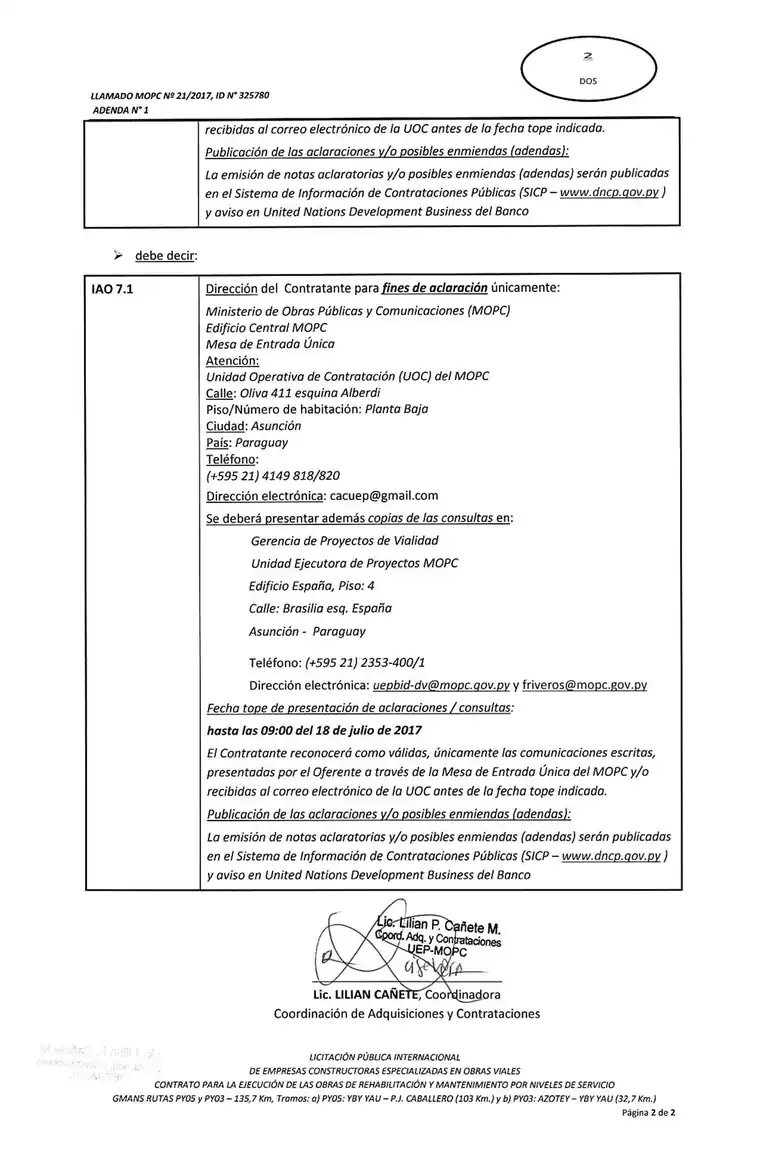 2
DOS
LLAMADO MOPC Nº 21/2017, ID N° 325780
ADENDA N° 1
recibidas al correo electrónico de la UOC antes de la fecha tope indicada.
Publicación de las aclaraciones y/o posibles enmiendas (adendas):
La emisión de notas aclaratorias y/o posibles enmiendas (adendas) serán publicadas
en el Sistema de Información de Contrataciones Públicas (SICP – www.dncp.gov.py )
y aviso en United Nations Development Business del Banco
➢ debe decir:
IAO 7.1
Dirección del Contratante para fines de aclaración únicamente:
Ministerio de Obras Públicas y Comunicaciones (MOPC)
Edificio Central MOPC
Mesa de Entrada Única
Atención:
Unidad Operativa de Contratación (UOC) del MOPC
Calle: Oliva 411 esquina Alberdi
Piso/Número de habitación: Planta Baja
Ciudad: Asunción
País: Paraguay
Teléfono:
(+595 21) 4149 818/820
Dirección electrónica: cacuep@gmail.com
Se deberá presentar además copias de las consultas en:
Gerencia de Proyectos de Vialidad
Unidad Ejecutora de Proyectos MOPC
Edificio España, Piso: 4
Calle: Brasilia esq. España
Asunción - Paraguay
Teléfono: (+595 21) 2353-400/1
Dirección electrónica: uepbid-dv@mopc.gov.py y friveros@mopc.gov.py
Fecha tope de presentación de aclaraciones / consultas:
hasta las 09:00 del 18 de julio de 2017
El Contratante reconocerá como válidas, únicamente las comunicaciones escritas,
presentadas por el Oferente a través de la Mesa de Entrada Única del MOPC y/o
recibidas al correo electrónico de la UOC antes de la fecha tope indicada.
Publicación de las aclaraciones y/o posibles enmiendas (adendas):
La emisión de notas aclaratorias y/o posibles enmiendas (adendas) serán publicadas
en el Sistema de Información de Contrataciones Públicas (SICP – www.dncp.gov.py )
y aviso en United Nations Development Business del Banco
Lic. Lilian P. Cañete M.
Coord. Adq. y Contrataciones
UEP-MOPC
Lic. LILIAN CAÑETE, Coordinadora
Coordinación de Adquisiciones y Contrataciones
LICITACIÓN PÚBLICA INTERNACIONAL
DE EMPRESAS CONSTRUCTORAS ESPECIALIZADAS EN OBRAS VIALES
CONTRATO PARA LA EJECUCIÓN DE LAS OBRAS DE REHABILITACIÓN Y MANTENIMIENTO POR NIVELES DE SERVICIO
GMANS RUTAS PY05 y PY03 – 135,7 Km, Tramos: a) PY05: YBY YAU – P.J. CABALLERO (103 Km.) y b) PY03: AZOTEY – YBY YAU (32,7 Km.)
Página 2 de 2